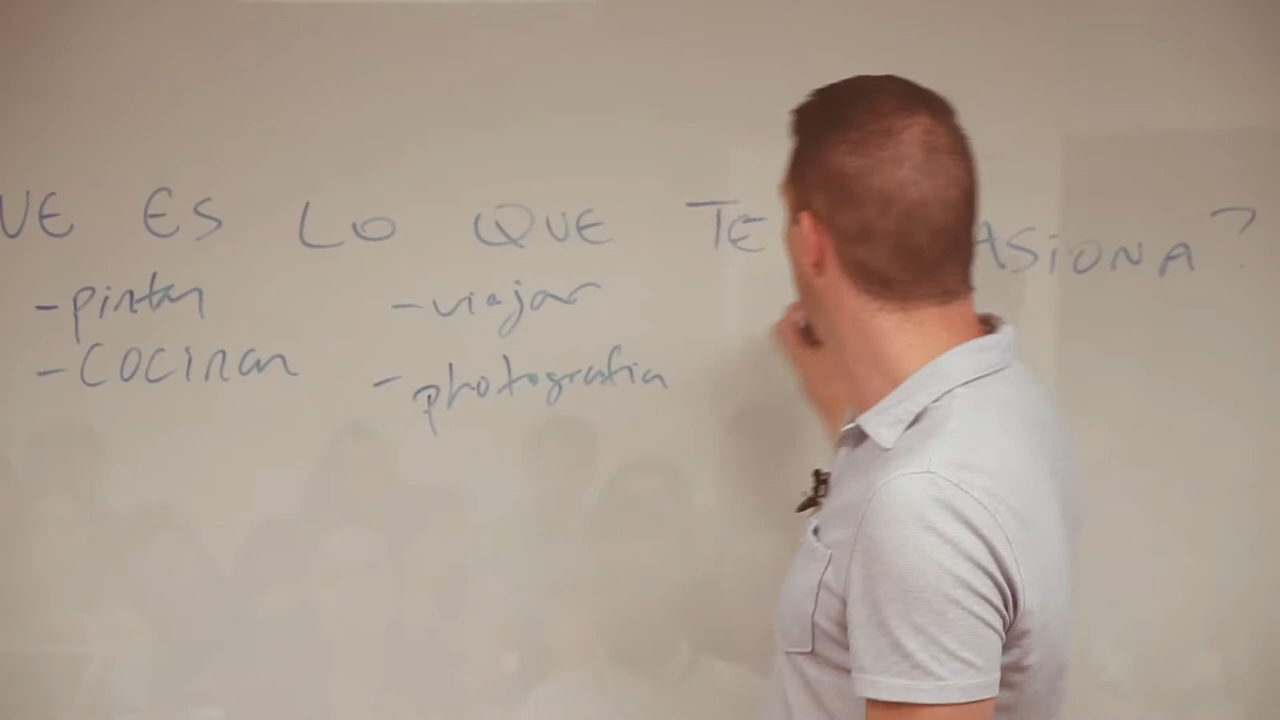 UE ES LO QUE TE ASIONA?
- pintar - viajar
- COCINAR - photografia